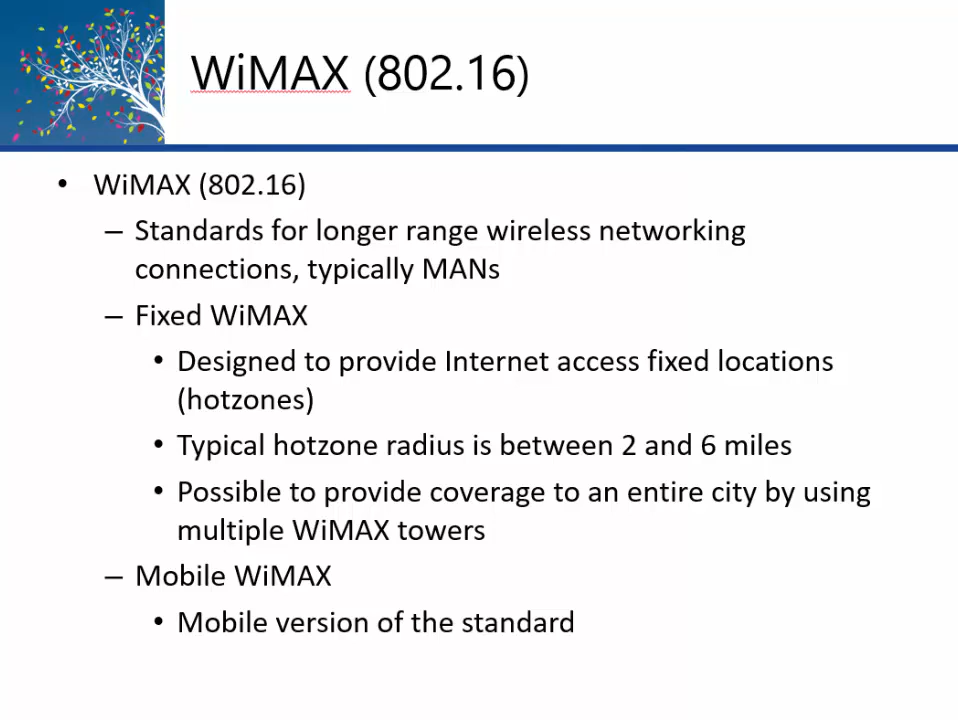 WiMAX (802.16)
• WiMAX (802.16)
– Standards for longer range wireless networking
connections, typically MANs
– Fixed WiMAX
• Designed to provide Internet access fixed locations
(hotzones)
• Typical hotzone radius is between 2 and 6 miles
• Possible to provide coverage to an entire city by using
multiple WiMAX towers
– Mobile WiMAX
• Mobile version of the standard